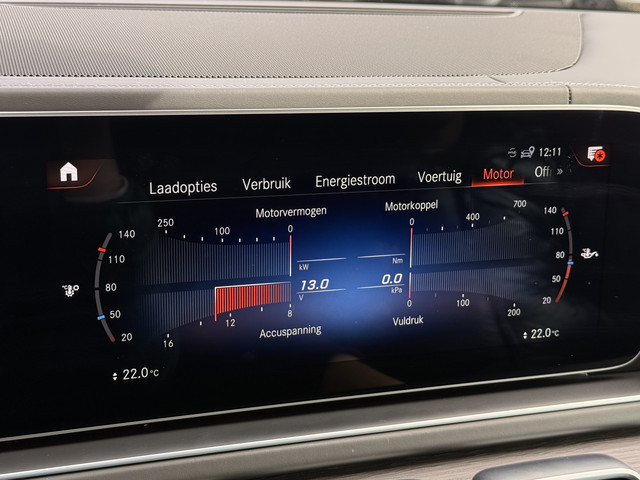 12:11
Laadopties Verbruik Energiestroom Voertuig Motor Off »
Motorvermogen Motorkoppel
250 100 0 0 400 700
140 110 80 50 20
kW Nm
13.0 0.0
V kPa
16 12 8 0 100 200
Accuspanning Vuldruk
140 110 80 50 20
22.0°C 22.0°C